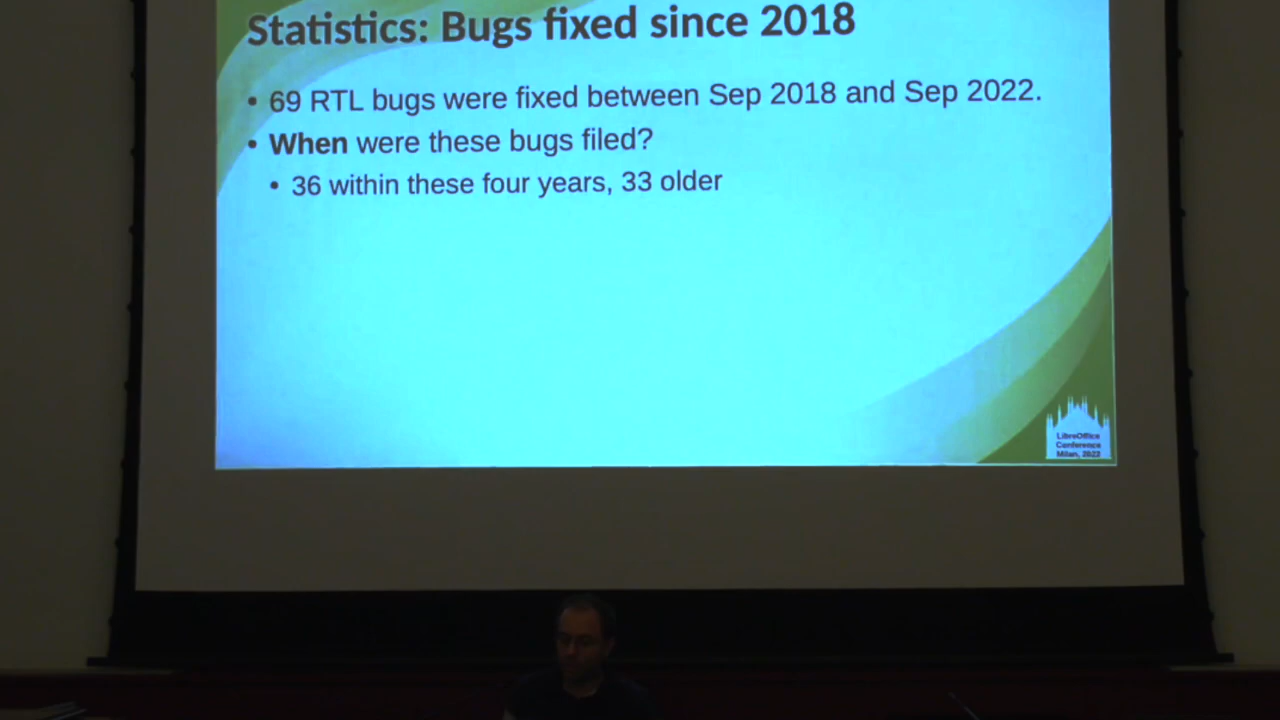 Statistics: Bugs fixed since 2018
• 69 RTL bugs were fixed between Sep 2018 and Sep 2022.
• When were these bugs filed?
• 36 within these four years, 33 older
LibreOffice
Conference
Milan, 2022